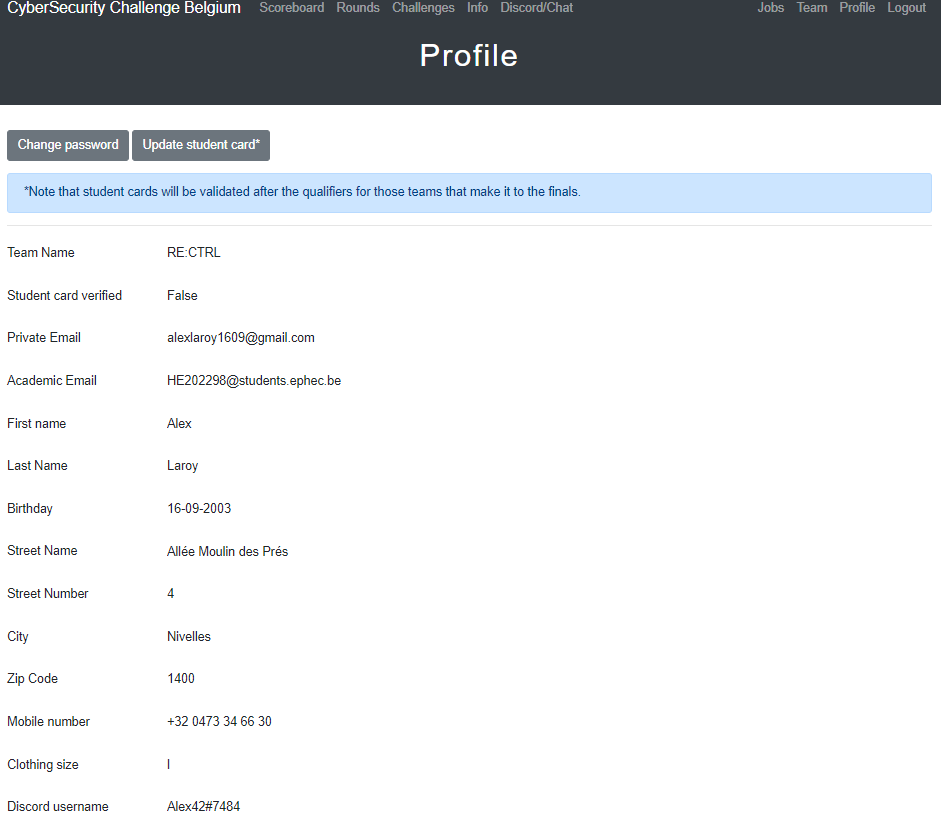 CyberSecurity Challenge Belgium Scoreboard Rounds Challenges Info Discord/Chat Jobs Team Profile Logout
Profile
Change password Update student card*
*Note that student cards will be validated after the qualifiers for those teams that make it to the finals.
Team Name RE:CTRL
Student card verified False
Private Email alexlaroy1609@gmail.com
Academic Email HE202298@students.ephec.be
First name Alex
Last Name Laroy
Birthday 16-09-2003
Street Name Allée Moulin des Prés
Street Number 4
City Nivelles
Zip Code 1400
Mobile number +32 0473 34 66 30
Clothing size l
Discord username Alex42#7484